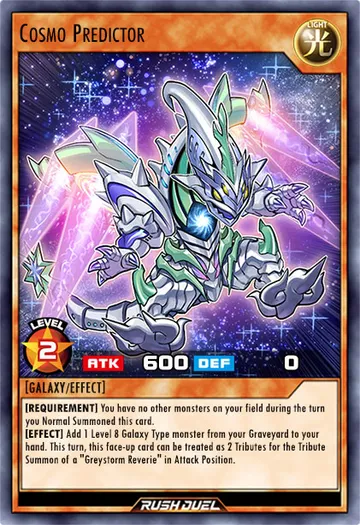 COSMO PREDICTOR
LIGHT
光
LEVEL
2
ATK 600 DEF 0
[GALAXY/EFFECT]
[REQUIREMENT] You have no other monsters on your field during the turn
you Normal Summoned this card.
[EFFECT] Add 1 Level 8 Galaxy Type monster from your Graveyard to your
hand. This turn, this face-up card can be treated as 2 Tributes for the Tribute
Summon of a "Greystorm Reverie" in Attack Position.
RUSH DUEL